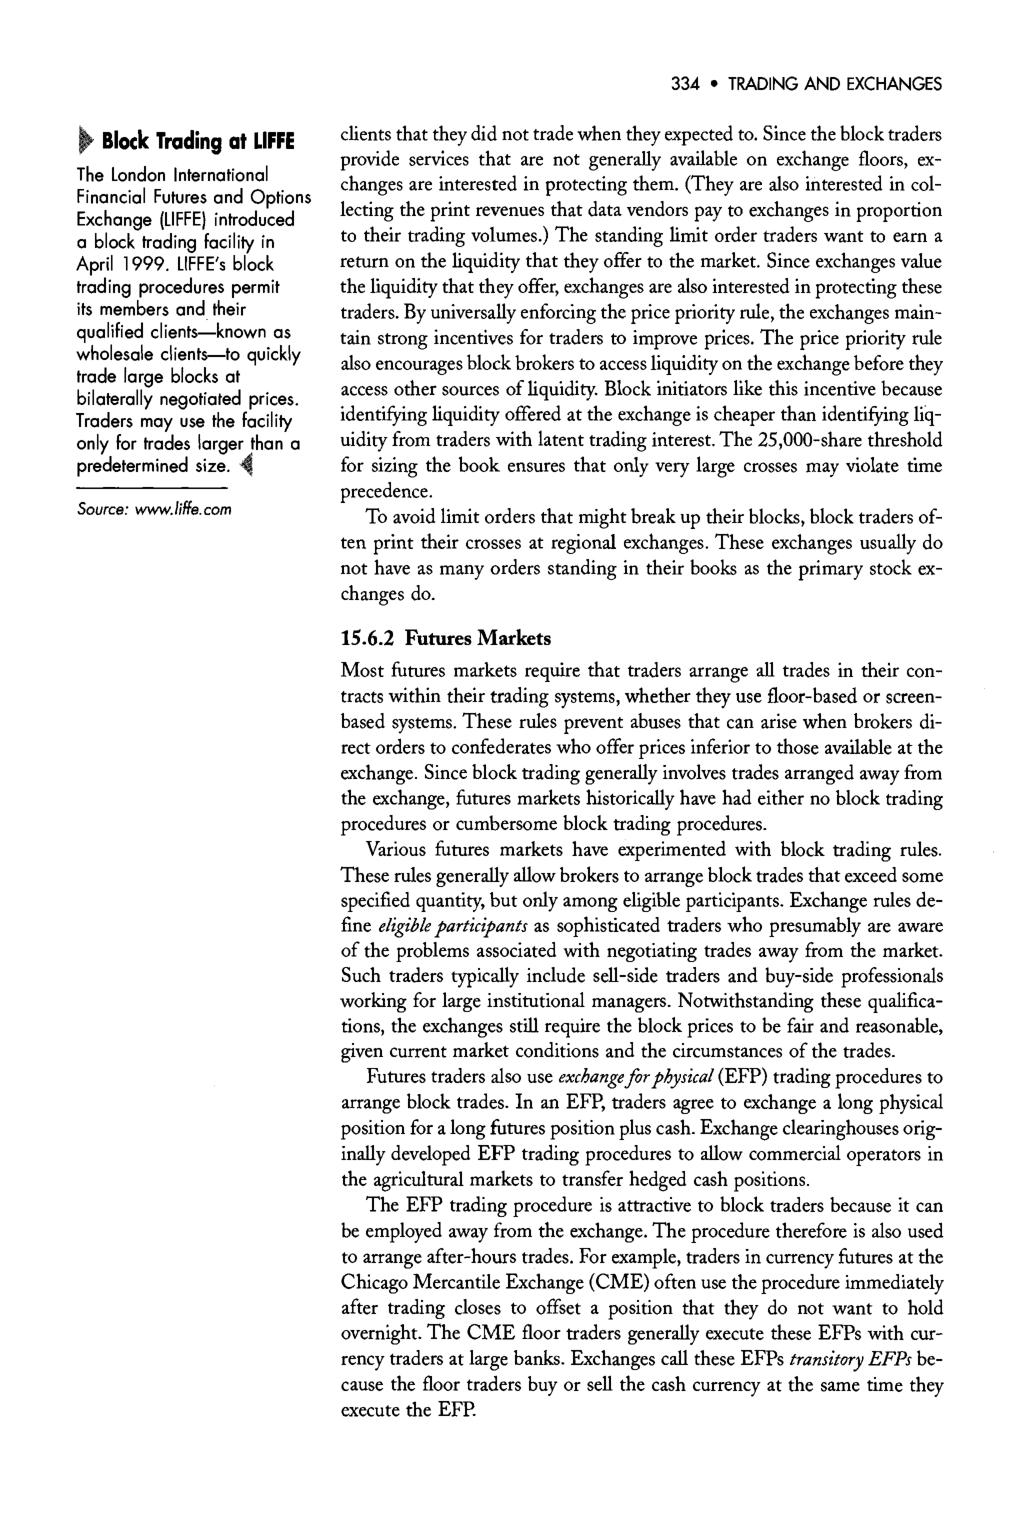 334 • TRADING AND EXCHANGES
Block Trading at LIFFE
The London International
Financial Futures and Options
Exchange (LIFFE) introduced
a block trading facility in
April 1999. LIFFE's block
trading procedures permit
its members and their
qualified clients—known as
wholesale clients—to quickly
trade large blocks at
bilaterally negotiated prices.
Traders may use the facility
only for trades larger than a
predetermined size.
Source: www.liffe.com
clients that they did not trade when they expected to. Since the block traders
provide services that are not generally available on exchange floors, ex-
changes are interested in protecting them. (They are also interested in col-
lecting the print revenues that data vendors pay to exchanges in proportion
to their trading volumes.) The standing limit order traders want to earn a
return on the liquidity that they offer to the market. Since exchanges value
the liquidity that they offer, exchanges are also interested in protecting these
traders. By universally enforcing the price priority rule, the exchanges main-
tain strong incentives for traders to improve prices. The price priority rule
also encourages block brokers to access liquidity on the exchange before they
access other sources of liquidity. Block initiators like this incentive because
identifying liquidity offered at the exchange is cheaper than identifying liq-
uidity from traders with latent trading interest. The 25,000-share threshold
for sizing the book ensures that only very large crosses may violate time
precedence.
To avoid limit orders that might break up their blocks, block traders of-
ten print their crosses at regional exchanges. These exchanges usually do
not have as many orders standing in their books as the primary stock ex-
changes do.
15.6.2 Futures Markets
Most futures markets require that traders arrange all trades in their con-
tracts within their trading systems, whether they use floor-based or screen-
based systems. These rules prevent abuses that can arise when brokers di-
rect orders to confederates who offer prices inferior to those available at the
exchange. Since block trading generally involves trades arranged away from
the exchange, futures markets historically have had either no block trading
procedures or cumbersome block trading procedures.
Various futures markets have experimented with block trading rules.
These rules generally allow brokers to arrange block trades that exceed some
specified quantity, but only among eligible participants. Exchange rules de-
fine eligible participants as sophisticated traders who presumably are aware
of the problems associated with negotiating trades away from the market.
Such traders typically include sell-side traders and buy-side professionals
working for large institutional managers. Notwithstanding these qualifica-
tions, the exchanges still require the block prices to be fair and reasonable,
given current market conditions and the circumstances of the trades.
Futures traders also use exchange for physical (EFP) trading procedures to
arrange block trades. In an EFP, traders agree to exchange a long physical
position for a long futures position plus cash. Exchange clearinghouses orig-
inally developed EFP trading procedures to allow commercial operators in
the agricultural markets to transfer hedged cash positions.
The EFP trading procedure is attractive to block traders because it can
be employed away from the exchange. The procedure therefore is also used
to arrange after-hours trades. For example, traders in currency futures at the
Chicago Mercantile Exchange (CME) often use the procedure immediately
after trading closes to offset a position that they do not want to hold
overnight. The CME floor traders generally execute these EFPs with cur-
rency traders at large banks. Exchanges call these EFPs transitory EFPs be-
cause the floor traders buy or sell the cash currency at the same time they
execute the EFP.